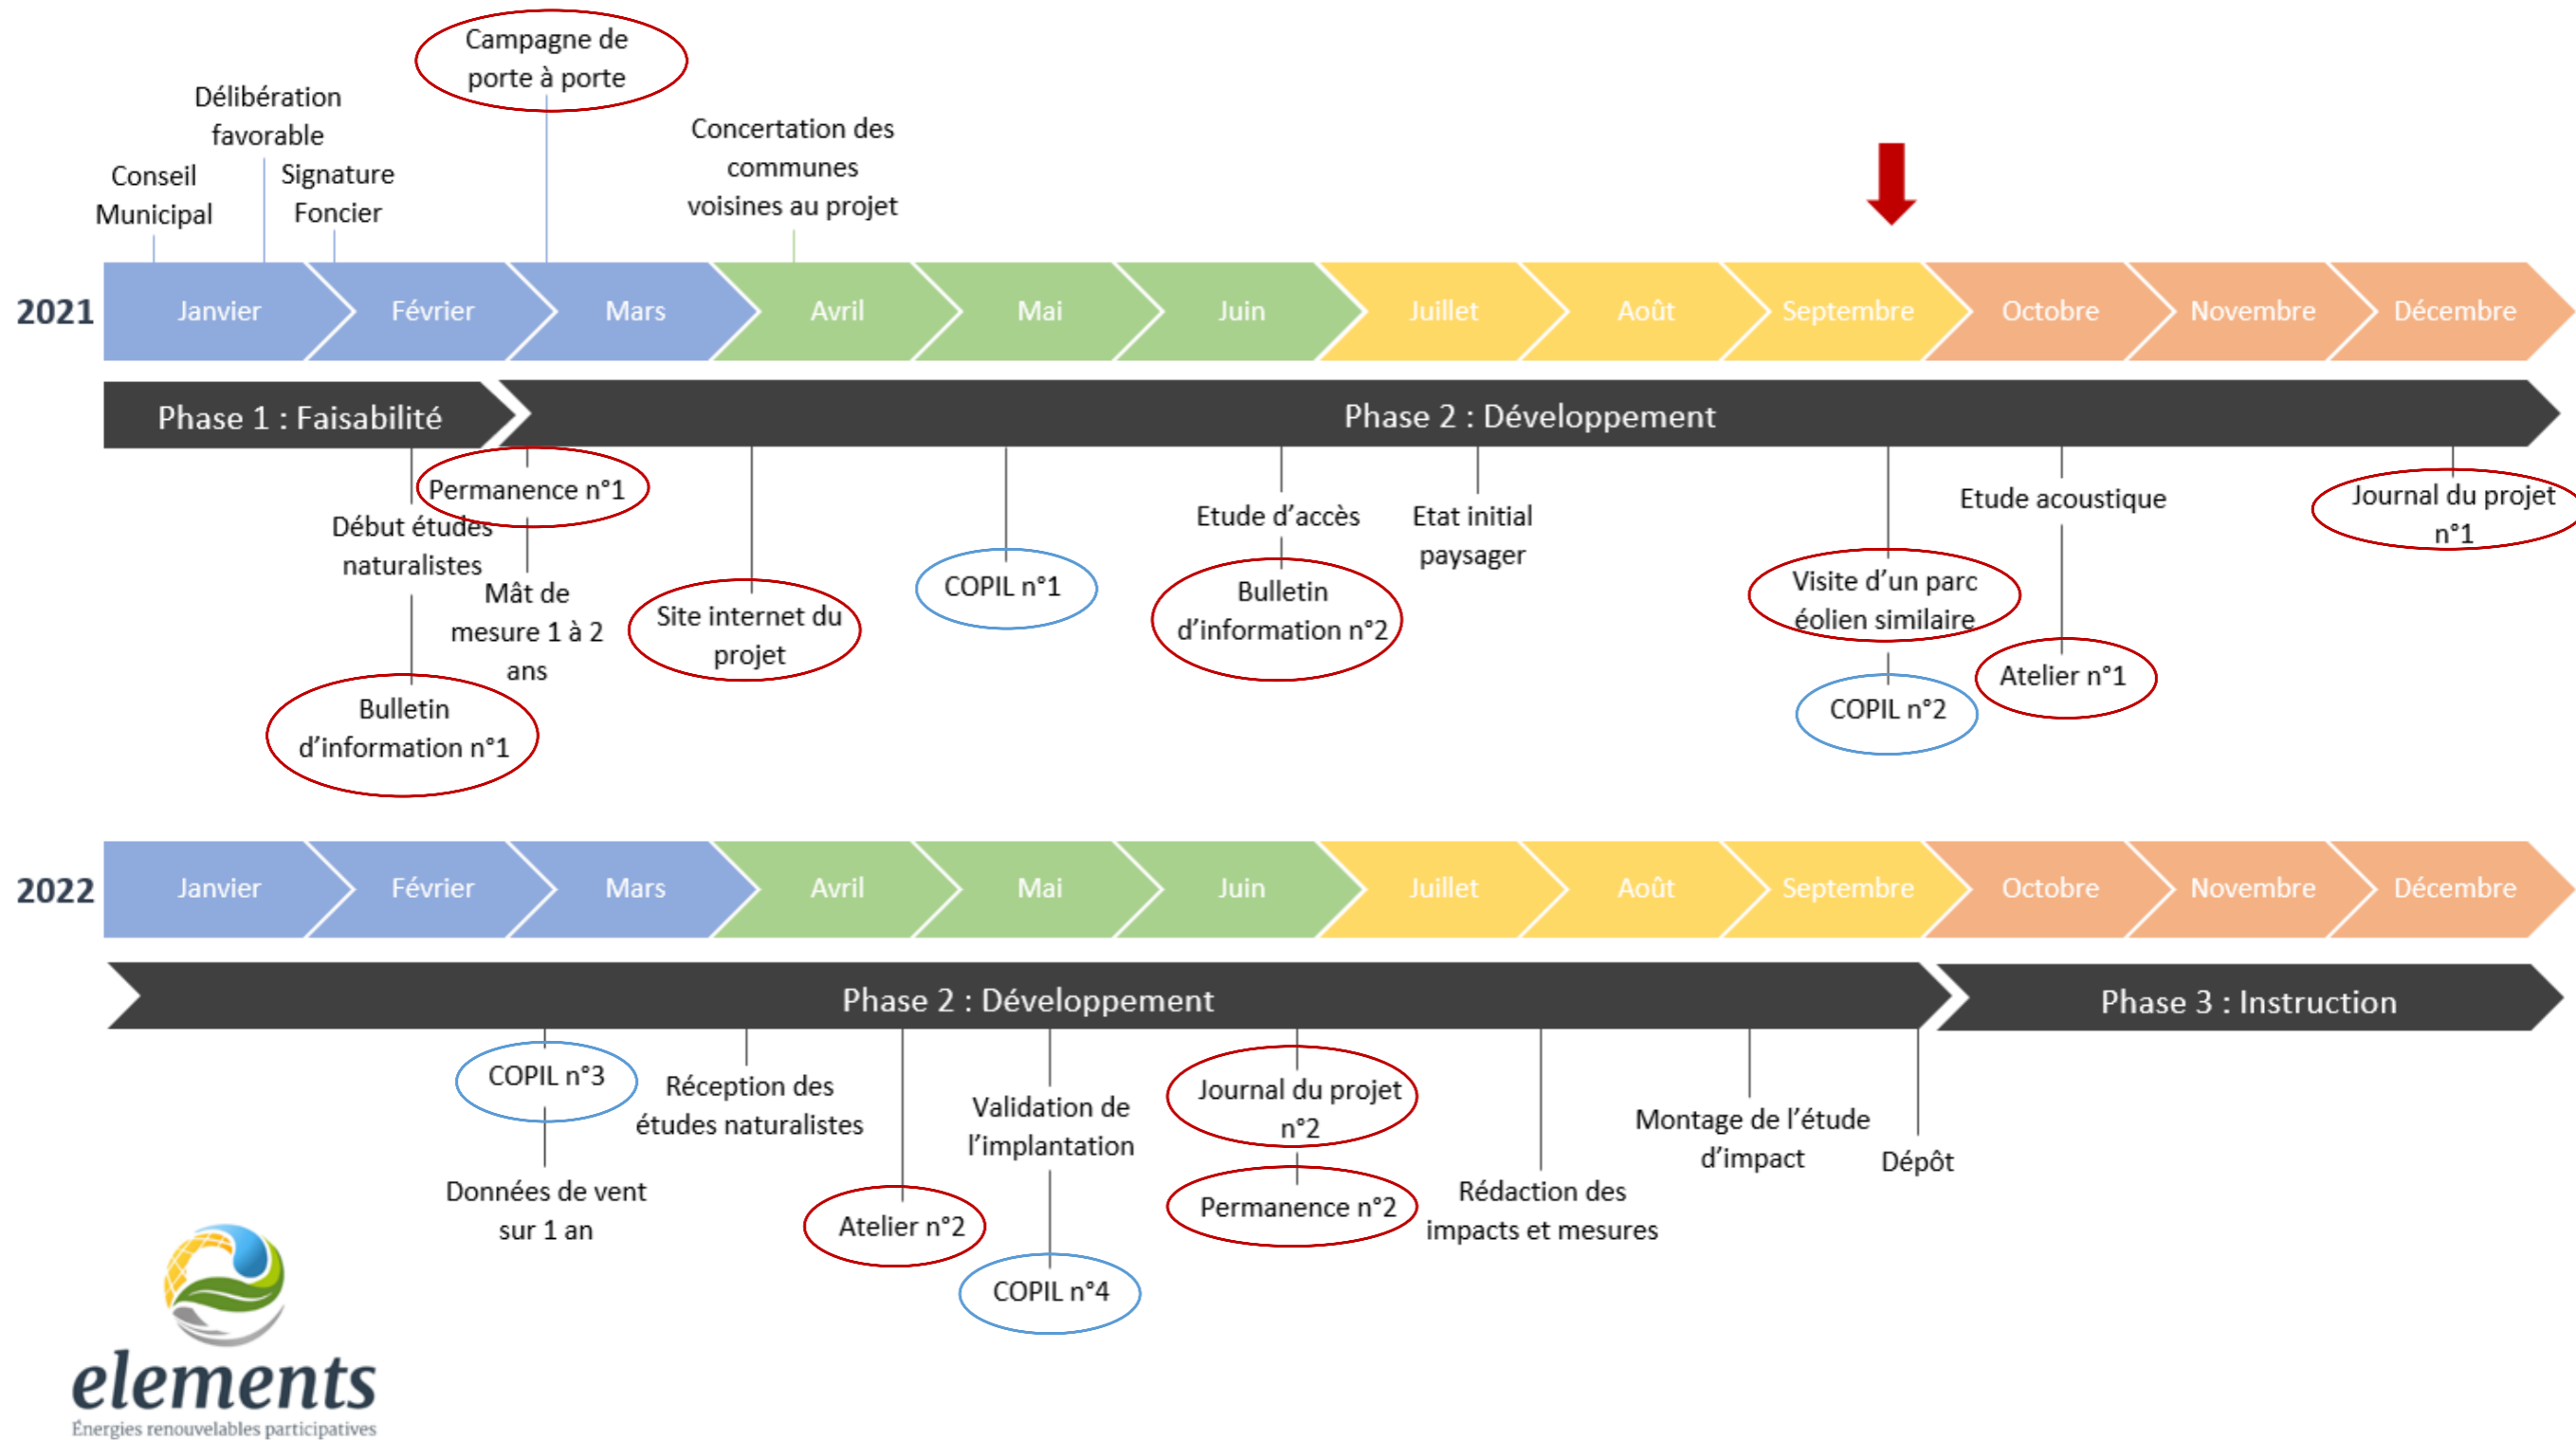 Campagne de
porte à porte
Délibération
favorable
Conseil
Municipal
Signature
Foncier
Concertation des
communes
voisines au projet
2021
Janvier
Février
Mars
Avril
Mai
Juin
Juillet
Août
Septembre
Octobre
Novembre
Décembre
Phase 1 : Faisabilité
Phase 2 : Développement
Permanence n°1
Début études
naturalistes
Mât de
mesure 1 à 2
ans
Bulletin
d’information n°1
Site internet du
projet
COPIL n°1
Etude d’accès
Bulletin
d’information n°2
Etat initial
paysager
Visite d’un parc
éolien similaire
COPIL n°2
Etude acoustique
Atelier n°1
Journal du projet
n°1
2022
Janvier
Février
Mars
Avril
Mai
Juin
Juillet
Août
Septembre
Octobre
Novembre
Décembre
Phase 2 : Développement
Phase 3 : Instruction
COPIL n°3
Données de vent
sur 1 an
Réception des
études naturalistes
Atelier n°2
Validation de
l’implantation
COPIL n°4
Journal du projet
n°2
Permanence n°2
Rédaction des
impacts et mesures
Montage de l’étude
d’impact
Dépôt
elements
Énergies renouvelables participatives